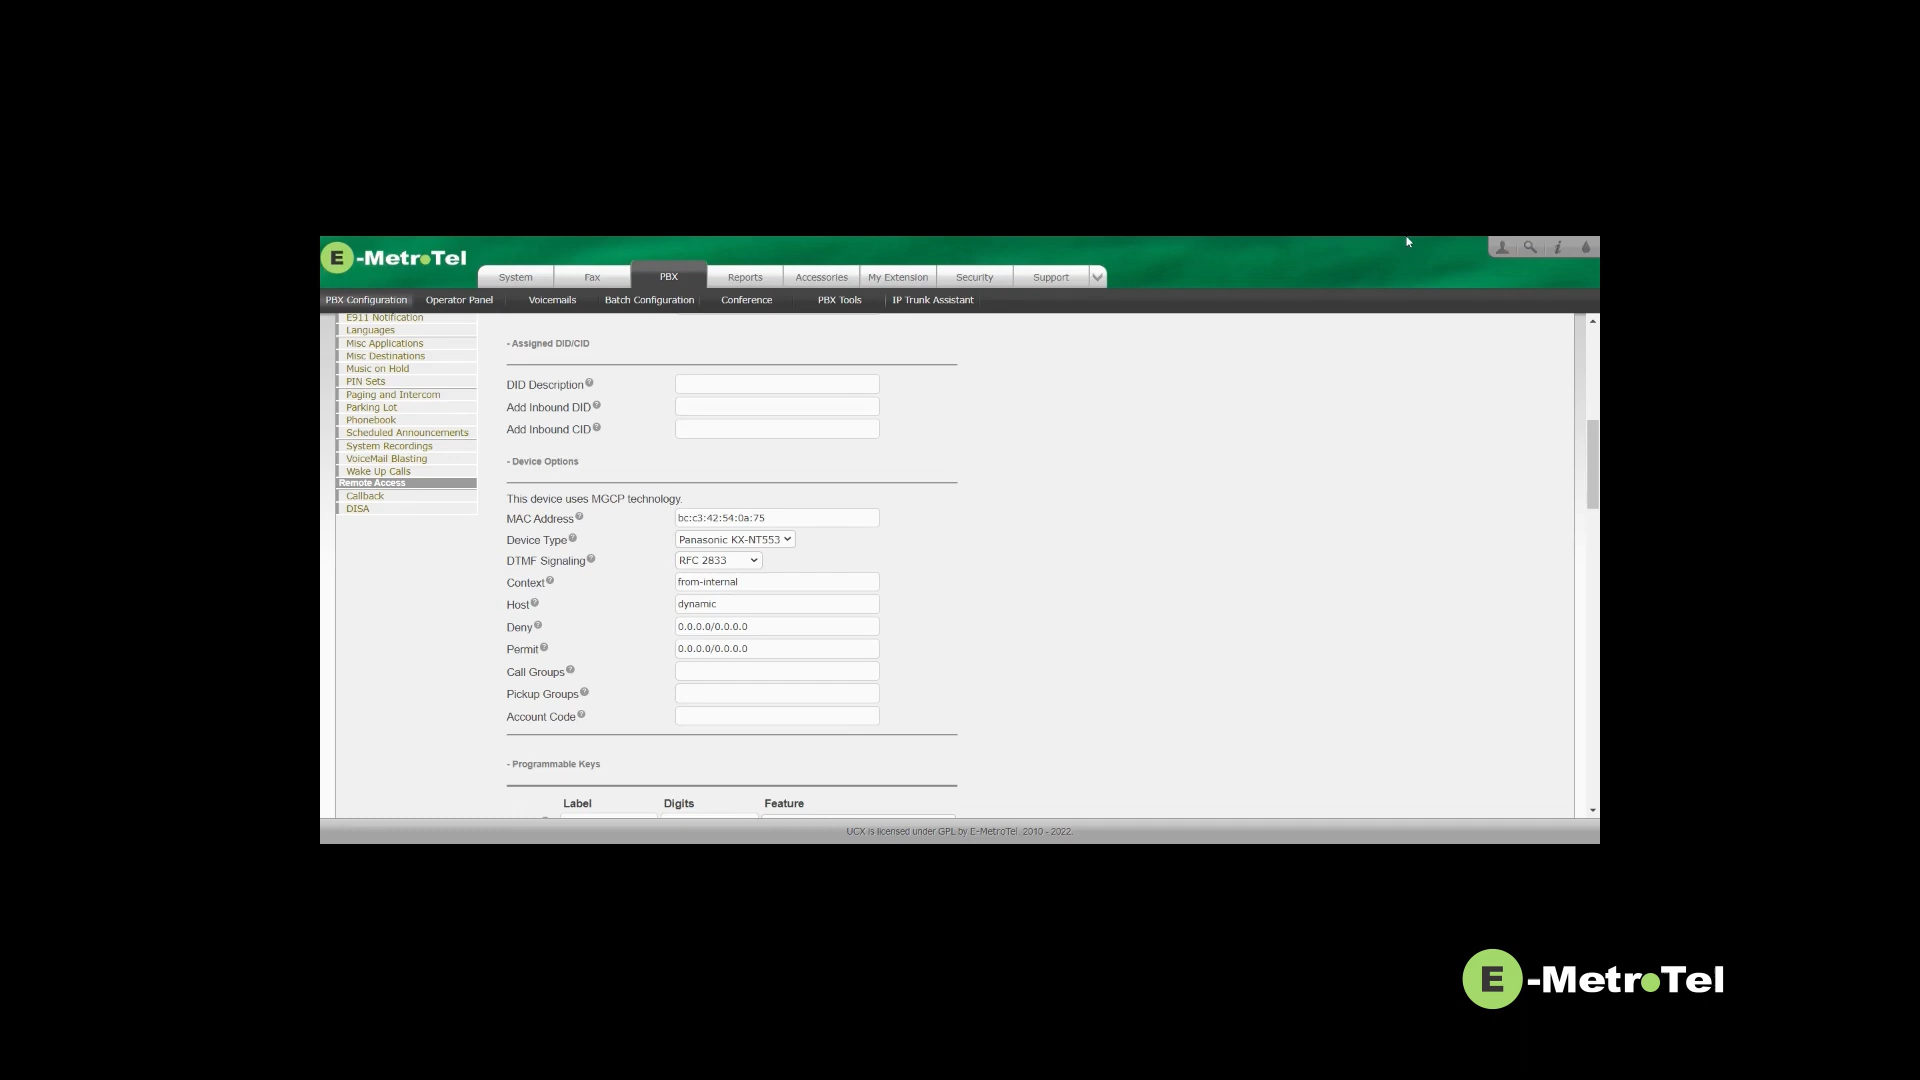 E-MetroTel
System Fax PBX Reports Accessories My Extension Security Support
PBX Configuration Operator Panel Voicemails Batch Configuration Conference PBX Tools IP Trunk Assistant
E911 Notification
Languages
Misc Applications
Misc Destinations
Music on Hold
PIN Sets
Paging and Intercom
Parking Lot
Phonebook
Scheduled Announcements
System Recordings
VoiceMail Blasting
Wake Up Calls
Remote Access
Callback
DISA
- Assigned DID/CID
DID Description
Add Inbound DID
Add Inbound CID
- Device Options
This device uses MGCP technology.
MAC Address bc:c3:42:54:0a:75
Device Type Panasonic KX-NT553
DTMF Signaling RFC 2833
Context from-internal
Host dynamic
Deny 0.0.0.0/0.0.0.0
Permit 0.0.0.0/0.0.0.0
Call Groups
Pickup Groups
Account Code
- Programmable Keys
Label Digits Feature
UCX is licensed under GPL by E-MetroTel. 2010 - 2022.
E-MetroTel